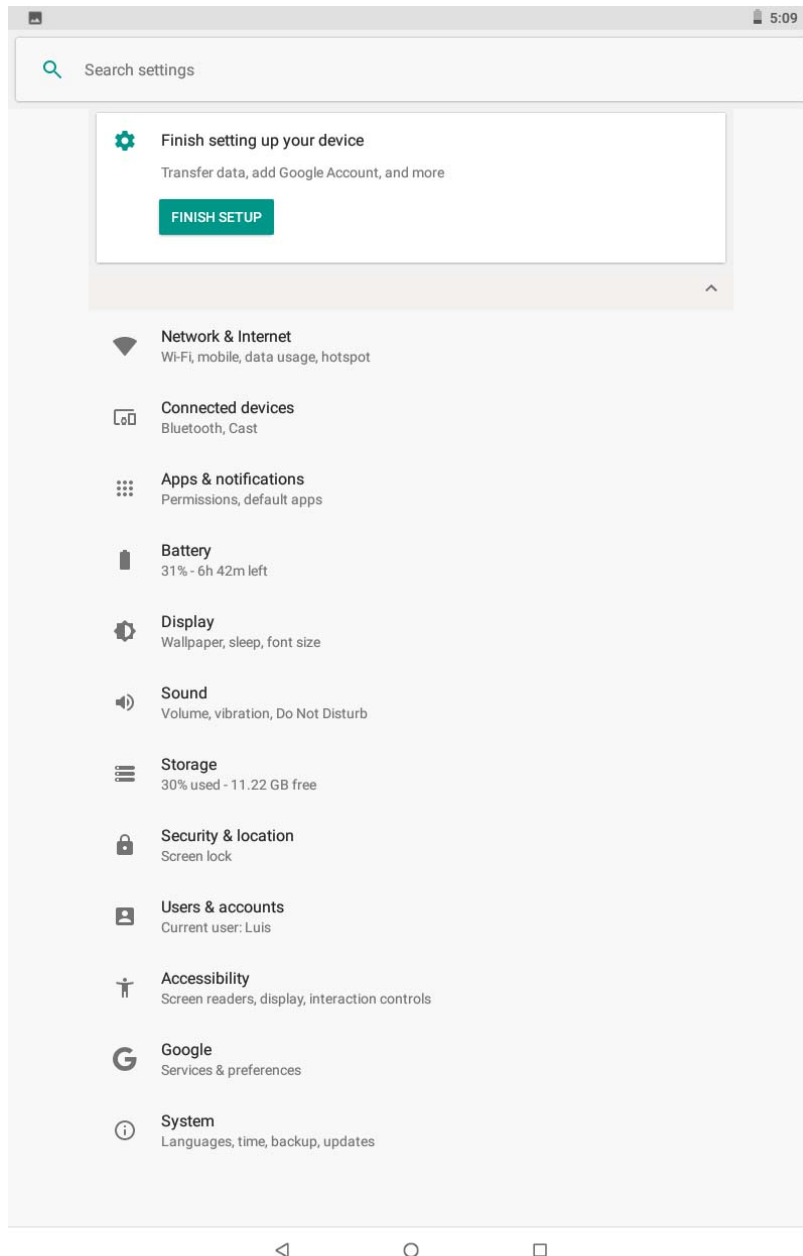 5:09
Search settings
Finish setting up your device
Transfer data, add Google Account, and more
FINISH SETUP
Network & Internet
Wi-Fi, mobile, data usage, hotspot
Connected devices
Bluetooth, Cast
Apps & notifications
Permissions, default apps
Battery
31% - 6h 42m left
Display
Wallpaper, sleep, font size
Sound
Volume, vibration, Do Not Disturb
Storage
30% used - 11.22 GB free
Security & location
Screen lock
Users & accounts
Current user: Luis
Accessibility
Screen readers, display, interaction controls
Google
Services & preferences
System
Languages, time, backup, updates